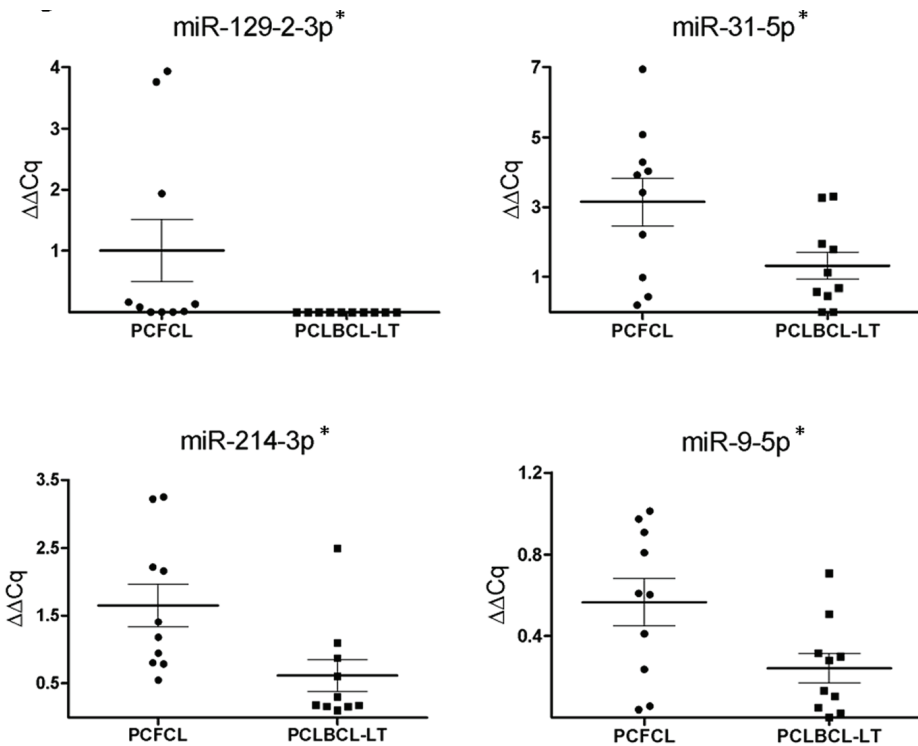 miR-129-2-3p*
4
3
2
1
ΔΔCq
PCFCL PCLBCL-LT
miR-31-5p*
7
5
3
1
ΔΔCq
PCFCL PCLBCL-LT
miR-214-3p*
3.5
2.5
1.5
0.5
ΔΔCq
PCFCL PCLBCL-LT
miR-9-5p*
1.2
0.8
0.4
ΔΔCq
PCFCL PCLBCL-LT